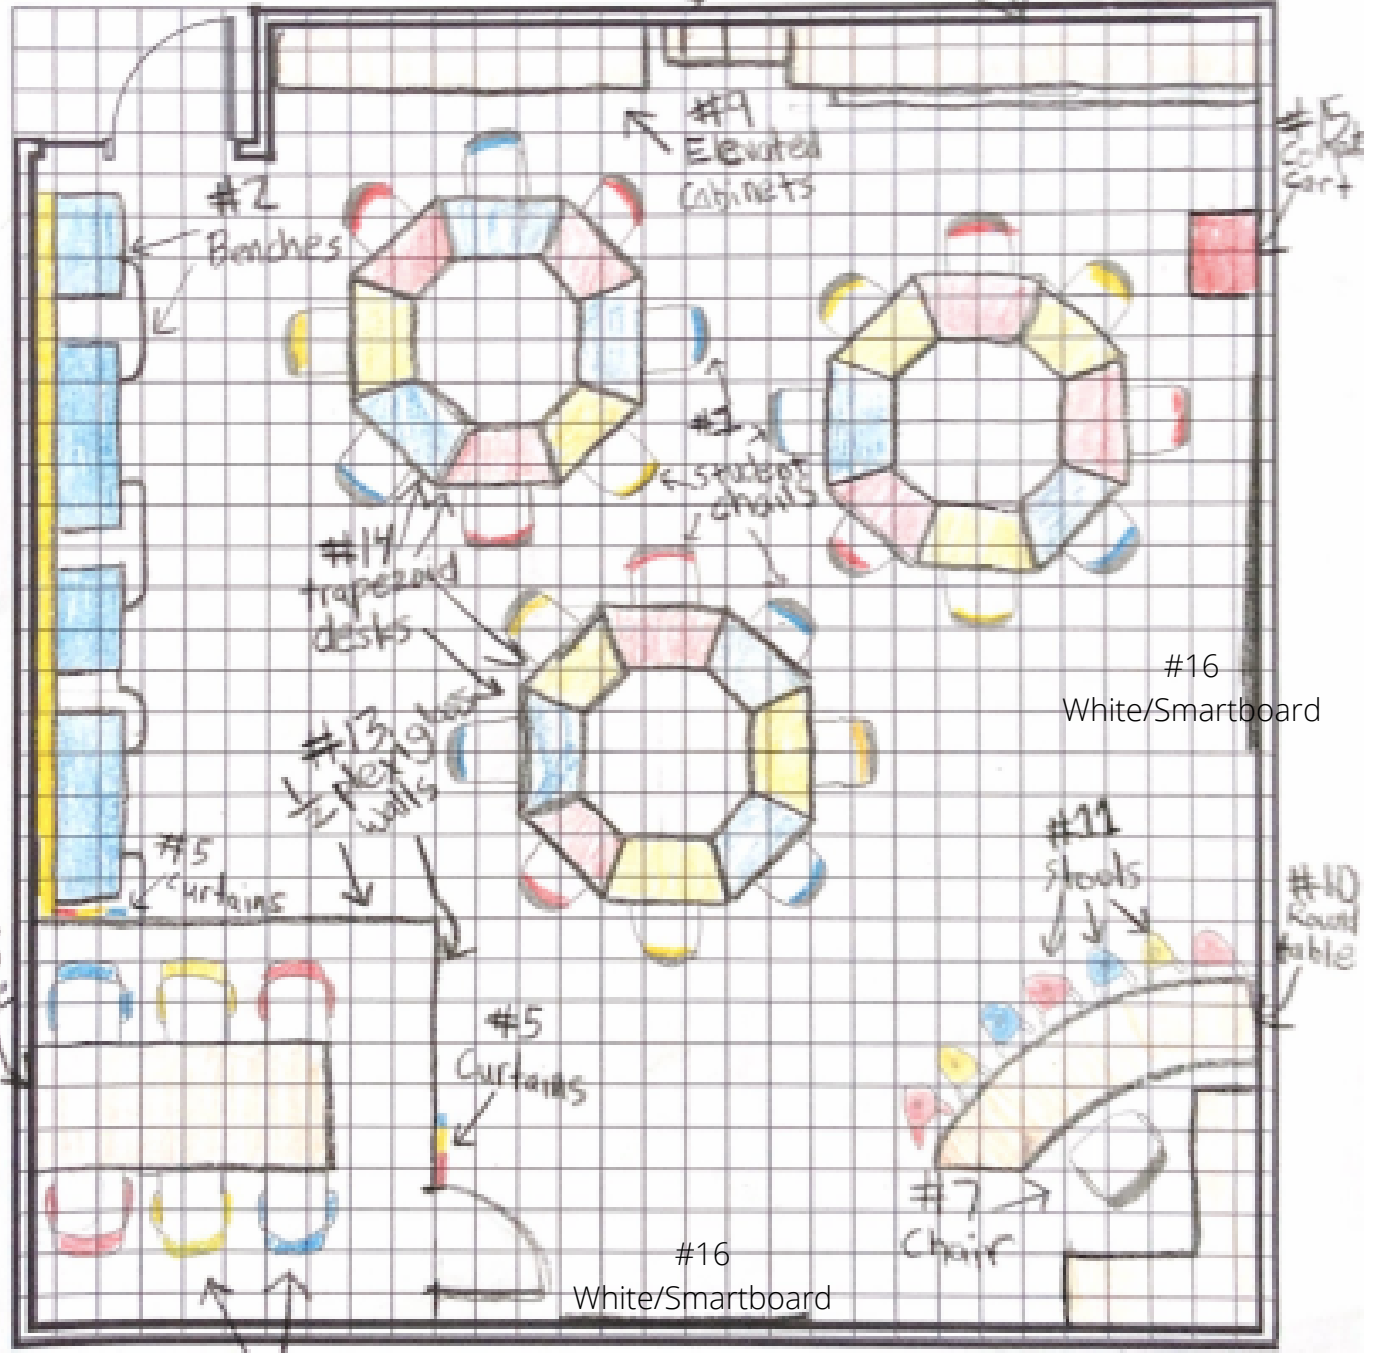 #9
Elevated
Cabinets
#15
cart
#2
Benches
#1
student
chairs
#14
trapezoid
desks
#16
White/Smartboard
#13
1/2 plexiglass
walls
#5
curtains
#11
stools
#10
Round
table
#5
Curtains
#7
Chair
#16
White/Smartboard